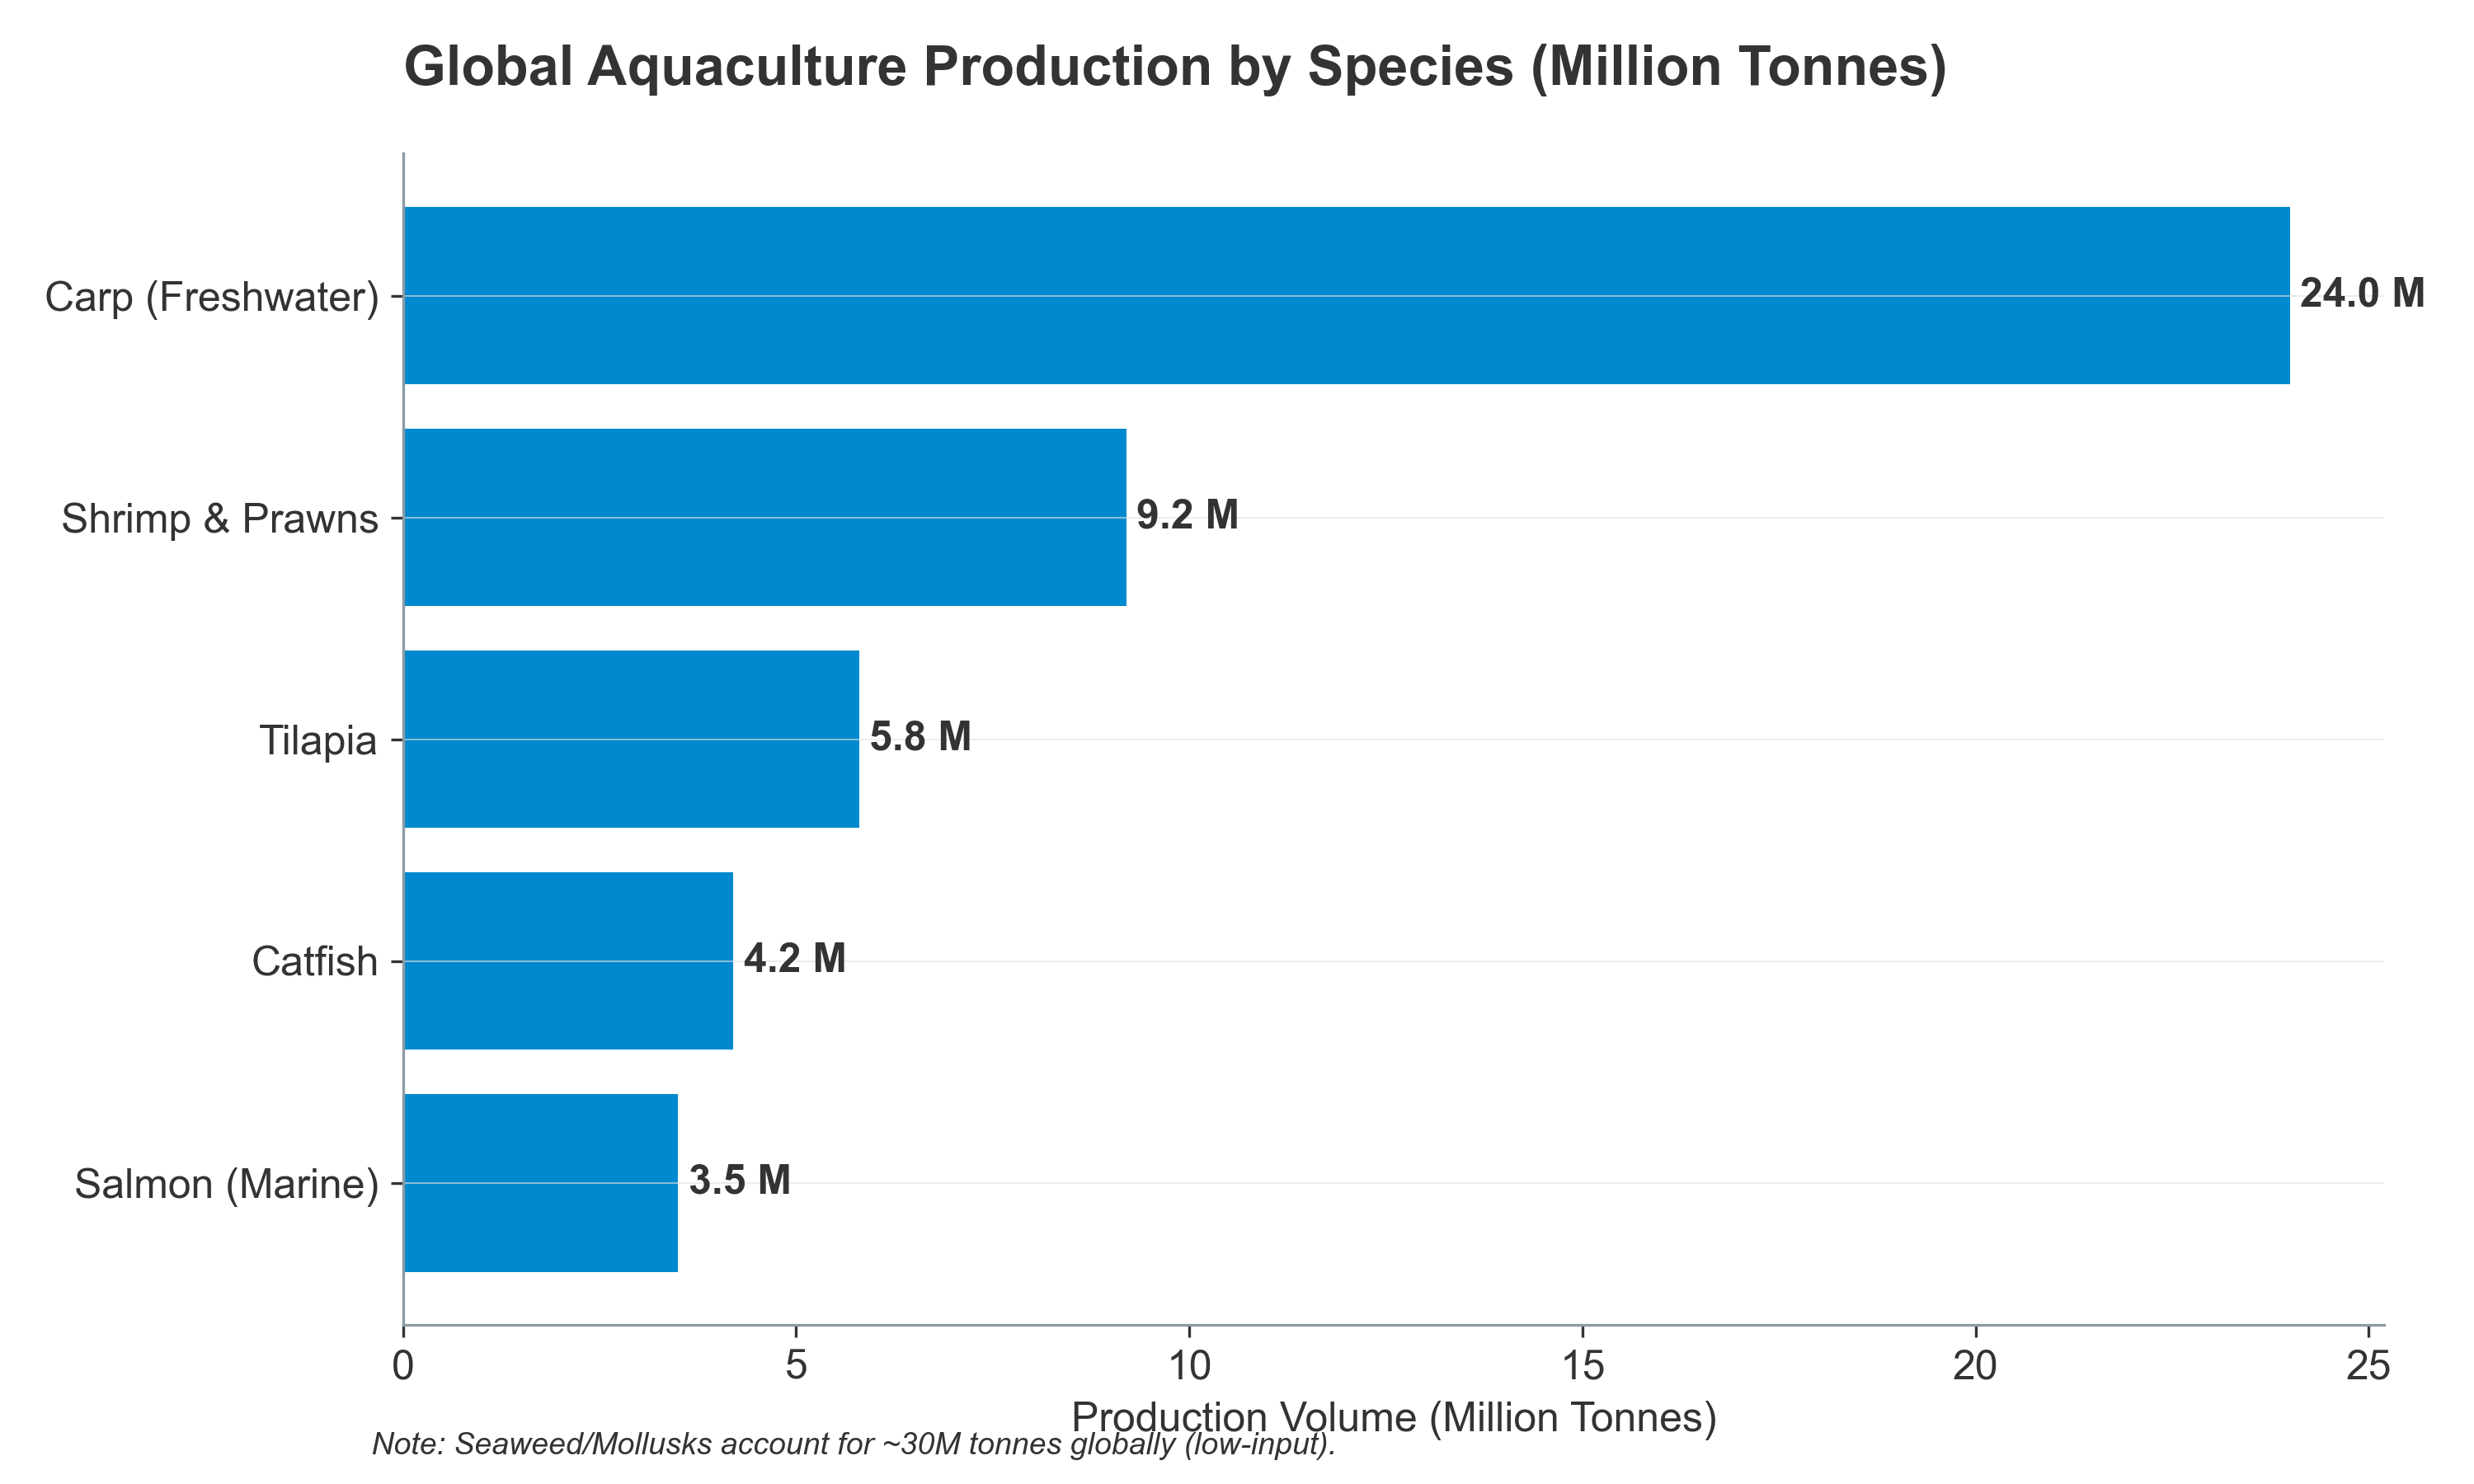 Global Aquaculture Production by Species (Million Tonnes)
Carp (Freshwater)
24.0 M
Shrimp & Prawns
9.2 M
Tilapia
5.8 M
Catfish
4.2 M
Salmon (Marine)
3.5 M
0 5 10 15 20 25
Production Volume (Million Tonnes)
Note: Seaweed/Mollusks account for ~30M tonnes globally (low-input).